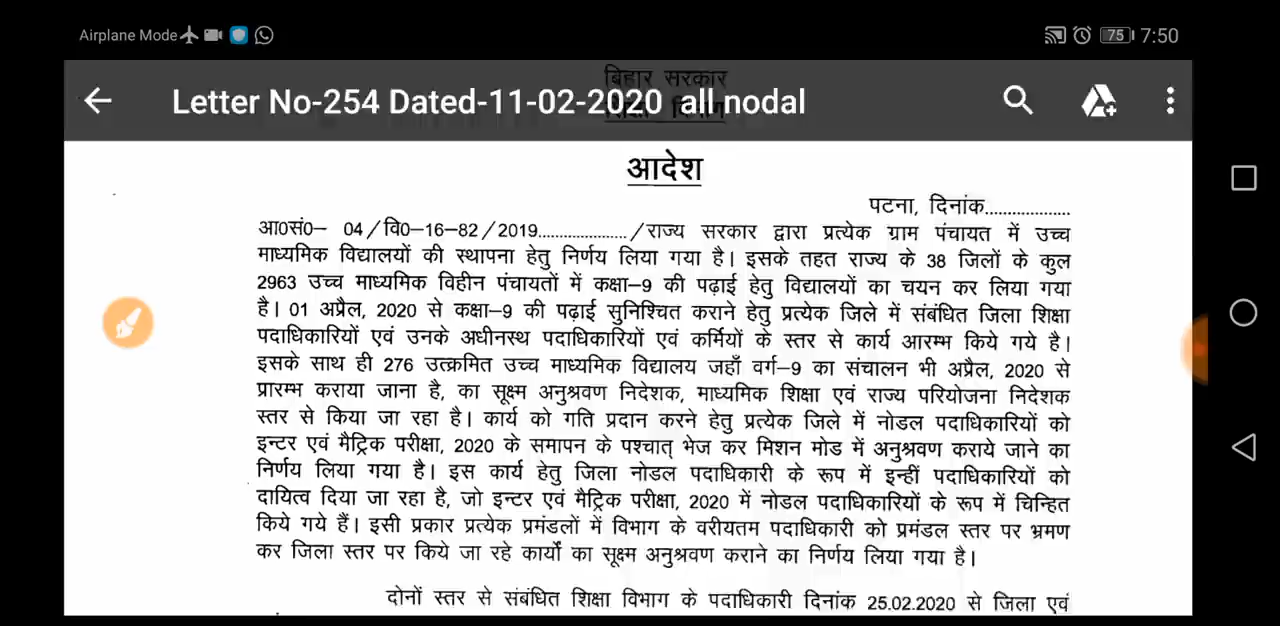 Airplane Mode
75 7:50
बिहार सरकार
शिक्षा विभाग
Letter No-254 Dated-11-02-2020 all nodal
आदेश
पटना, दिनांक...................
आ0सं0– 04/वि0–16–82/2019...................../राज्य सरकार द्वारा प्रत्येक ग्राम पंचायत में उच्च
माध्यमिक विद्यालयों की स्थापना हेतु निर्णय लिया गया है। इसके तहत राज्य के 38 जिलों के कुल
2963 उच्च माध्यमिक विहीन पंचायतों में कक्षा–9 की पढ़ाई हेतु विद्यालयों का चयन कर लिया गया
है। 01 अप्रैल, 2020 से कक्षा–9 की पढ़ाई सुनिश्चित कराने हेतु प्रत्येक जिले में संबंधित जिला शिक्षा
पदाधिकारियों एवं उनके अधीनस्थ पदाधिकारियों एवं कर्मियों के स्तर से कार्य आरम्भ किये गये है।
इसके साथ ही 276 उत्क्रमित उच्च माध्यमिक विद्यालय जहाँ वर्ग–9 का संचालन भी अप्रैल, 2020 से
प्रारम्भ कराया जाना है, का सूक्ष्म अनुश्रवण निदेशक, माध्यमिक शिक्षा एवं राज्य परियोजना निदेशक
स्तर से किया जा रहा है। कार्य को गति प्रदान करने हेतु प्रत्येक जिले में नोडल पदाधिकारियों को
इन्टर एवं मैट्रिक परीक्षा, 2020 के समापन के पश्चात् भेज कर मिशन मोड में अनुश्रवण कराये जाने का
निर्णय लिया गया है। इस कार्य हेतु जिला नोडल पदाधिकारी के रूप में इन्हीं पदाधिकारियों को
दायित्व दिया जा रहा है, जो इन्टर एवं मैट्रिक परीक्षा, 2020 में नोडल पदाधिकारियों के रूप में चिन्हित
किये गये हैं। इसी प्रकार प्रत्येक प्रमंडलों में विभाग के वरीयतम पदाधिकारी को प्रमंडल स्तर पर भ्रमण
कर जिला स्तर पर किये जा रहे कार्यों का सूक्ष्म अनुश्रवण कराने का निर्णय लिया गया है।
दोनों स्तर से संबंधित शिक्षा विभाग के पदाधिकारी दिनांक 25.02.2020 से जिला एवं